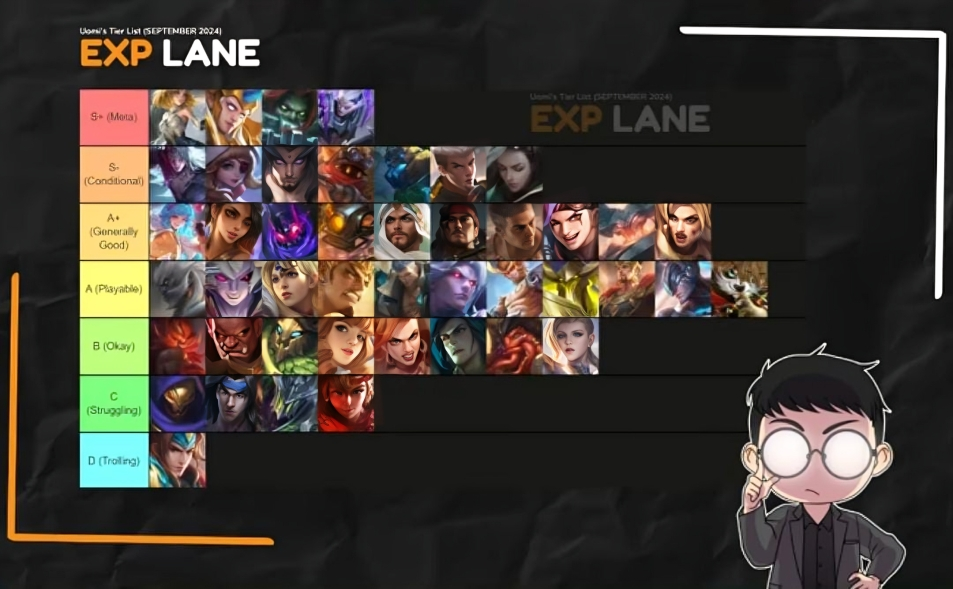 Uomi's Tier List (SEPTEMBER 2024)
EXP LANE
Uomi's Tier List (SEPTEMBER 2024)
EXP LANE
S+ (Meta)
S-
(Conditional)
A+
(Generally
Good)
A (Playable)
B (Okay)
C
(Struggling)
D (Trolling)